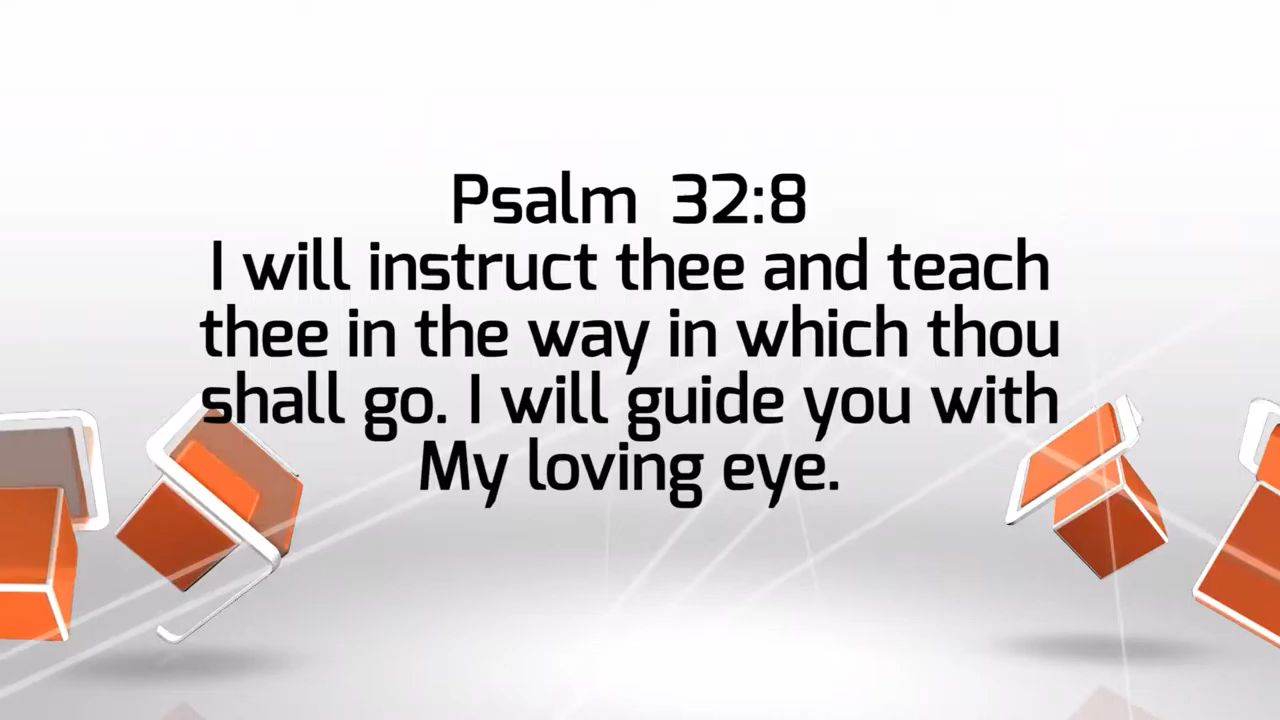 Psalm 32:8
I will instruct thee and teach
thee in the way in which thou
shall go. I will guide you with
My loving eye.